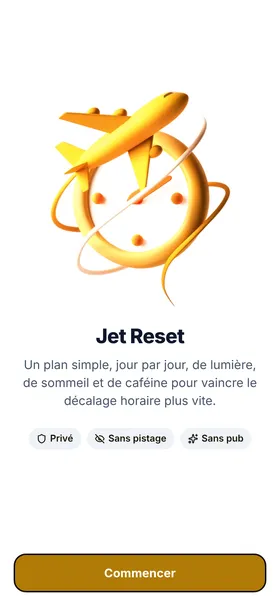 Jet Reset
Un plan simple, jour par jour, de lumière,
de sommeil et de caféine pour vaincre le
décalage horaire plus vite.
Privé
Sans pistage
Sans pub
Commencer